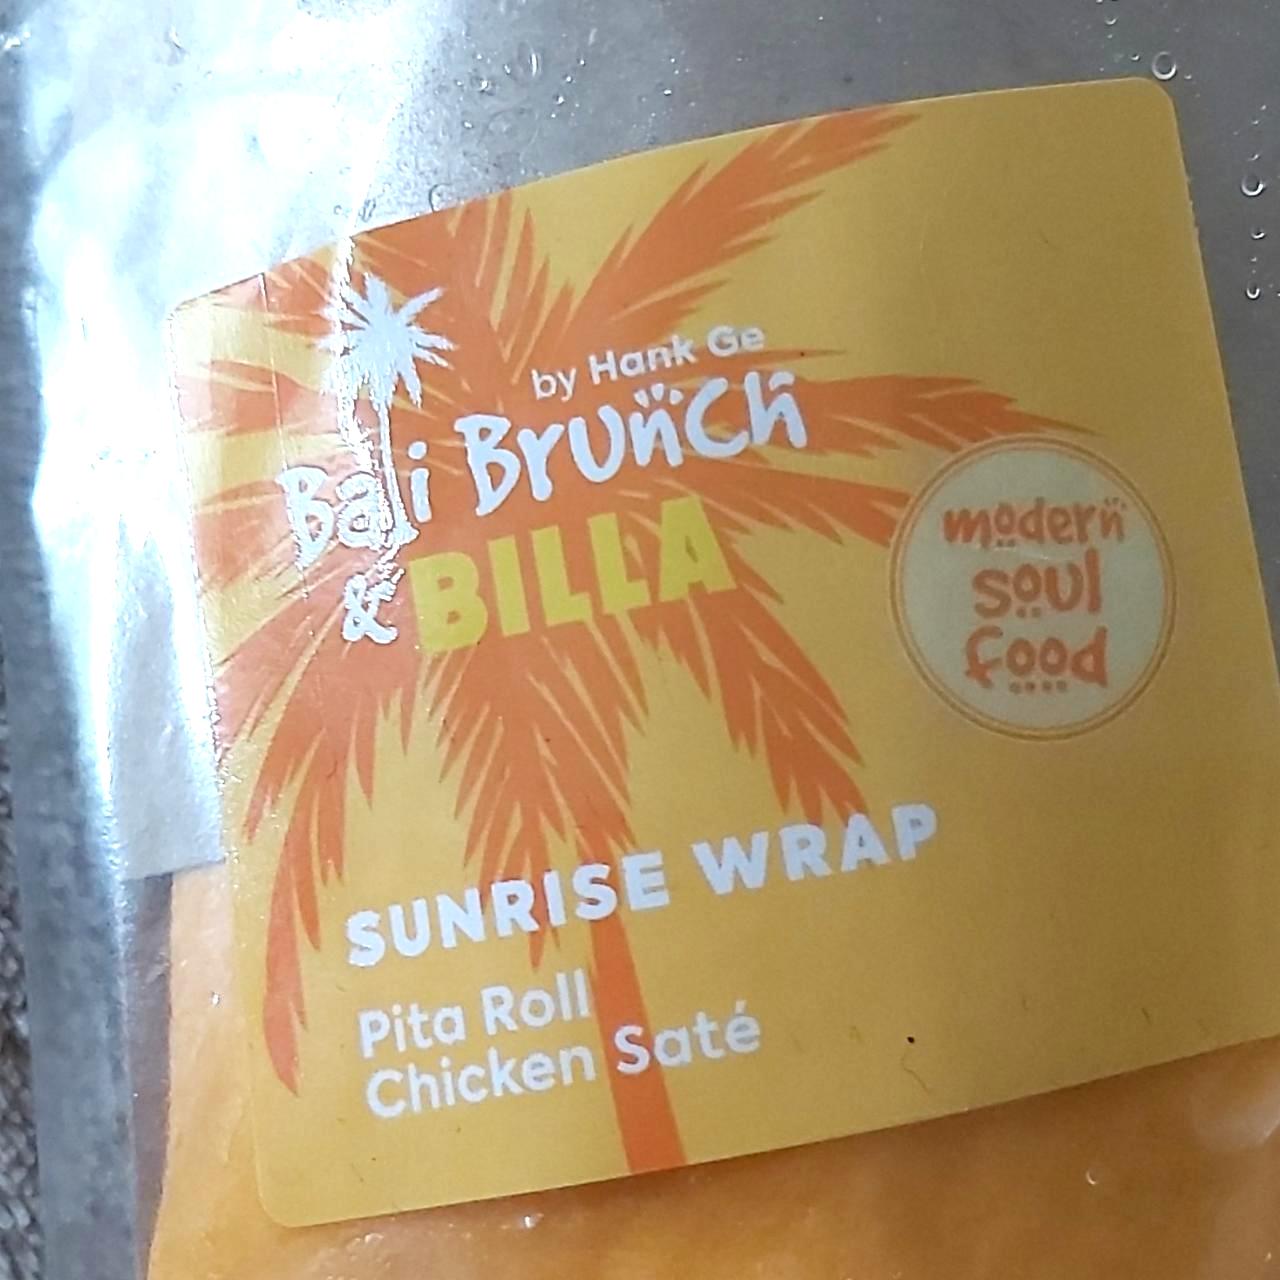 by Hank Ge
Bali Brunch
& BILLA
modern
soul
food
SUNRISE WRAP
Pita Roll
Chicken Saté